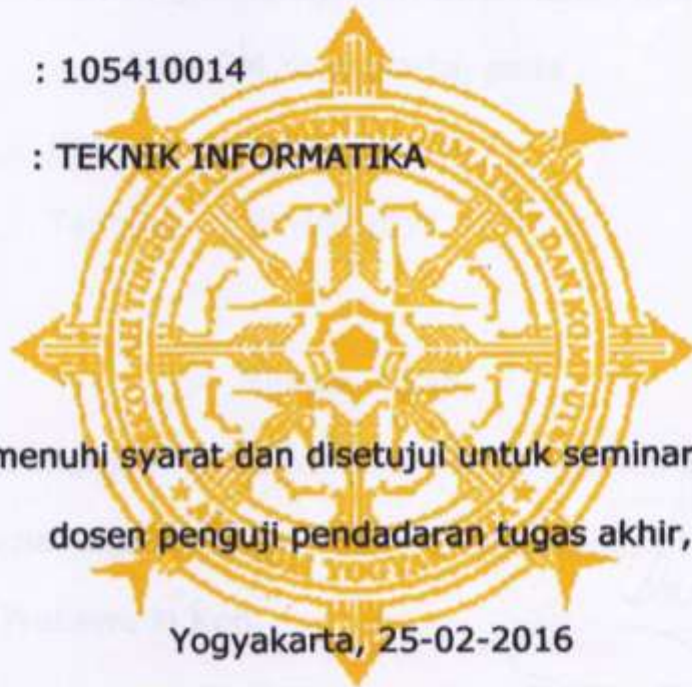 : 105410014
: TEKNIK INFORMATIKA
menuhi syarat dan disetujui untuk seminar
dosen penguji pendadaran tugas akhir,
Yogyakarta, 25-02-2016